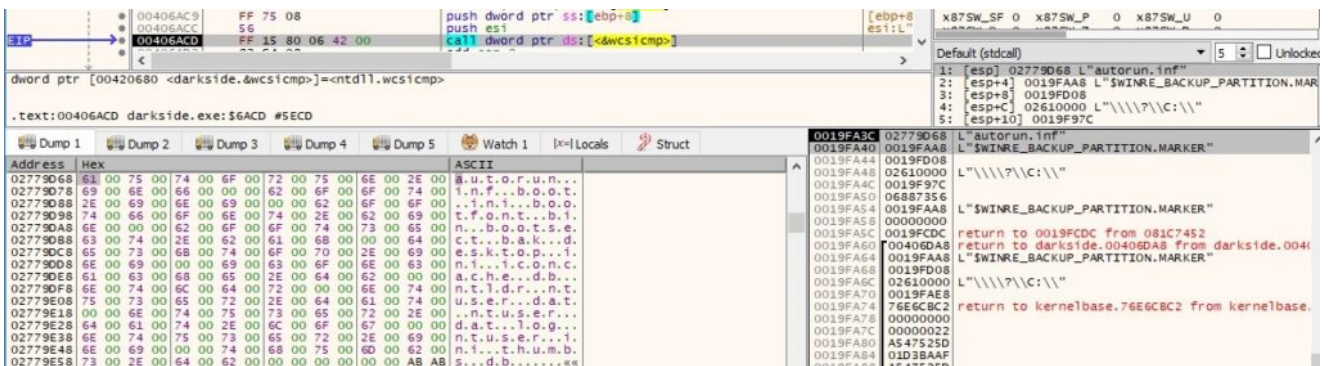 00406AC9 FF 75 08 push dword ptr ss:[ebp+8] [ebp+8
00406ACC 56 push esi esi:L"
EIP 00406ACD FF 15 80 06 42 00 call dword ptr ds:[<&wcsicmp>]
x87SW_SF 0 x87SW_P 0 x87SW_U 0
Default (stdcall) 5 Unlocked
dword ptr [00420680 <darkside.&wcsicmp>]=<ntdll.wcsicmp>
.text:00406ACD darkside.exe:$6ACD #5ECD
1: [esp] 02779D68 L"autorun.inf"
2: [esp+4] 0019FAA8 L"$WINRE_BACKUP_PARTITION.MAR
3: [esp+8] 0019FD08
4: [esp+C] 02610000 L"\\\\?\\C:\\"
5: [esp+10] 0019F97C
Dump 1 Dump 2 Dump 3 Dump 4 Dump 5 Watch 1 [x=] Locals Struct
Address Hex ASCII
02779D68 61 00 75 00 74 00 6F 00 72 00 75 00 6E 00 2E 00 a.u.t.o.r.u.n...
02779D78 69 00 6E 00 66 00 00 00 62 00 6F 00 6F 00 74 00 i.n.f...b.o.o.t.
02779D88 2E 00 69 00 6E 00 69 00 00 00 62 00 6F 00 6F 00 ..i.n.i...b.o.o.
02779D98 74 00 66 00 6F 00 6E 00 74 00 2E 00 62 00 69 00 t.f.o.n.t...b.i.
02779DA8 6E 00 00 00 62 00 6F 00 6F 00 74 00 73 00 65 00 n...b.o.o.t.s.e.
02779DB8 63 00 74 00 2E 00 62 00 61 00 6B 00 00 00 64 00 c.t...b.a.k...d.
02779DC8 65 00 73 00 6B 00 74 00 6F 00 70 00 2E 00 69 00 e.s.k.t.o.p...i.
02779DD8 6E 00 69 00 00 00 69 00 63 00 6F 00 6E 00 63 00 n.i...i.c.o.n.c.
02779DE8 61 00 63 00 68 00 65 00 2E 00 64 00 62 00 00 00 a.c.h.e...d.b...
02779DF8 6E 00 74 00 6C 00 64 00 72 00 00 00 6E 00 74 00 n.t.l.d.r...n.t.
02779E08 75 00 73 00 65 00 72 00 2E 00 64 00 61 00 74 00 u.s.e.r...d.a.t.
02779E18 00 00 6E 00 74 00 75 00 73 00 65 00 72 00 2E 00 ..n.t.u.s.e.r...
02779E28 64 00 61 00 74 00 2E 00 6C 00 6F 00 67 00 00 00 d.a.t...l.o.g...
02779E38 6E 00 74 00 75 00 73 00 65 00 72 00 2E 00 69 00 n.t.u.s.e.r...i.
02779E48 6E 00 69 00 00 00 74 00 68 00 75 00 6D 00 62 00 n.i...t.h.u.m.b.
02779E58 73 00 2E 00 64 00 62 00 00 00 00 00 00 00 AB AB s...d.b.......««
0019FA3C 02779D68 L"autorun.inf"
0019FA40 0019FAA8 L"$WINRE_BACKUP_PARTITION.MARKER"
0019FA44 0019FD08
0019FA48 02610000 L"\\\\?\\C:\\"
0019FA4C 0019F97C
0019FA50 06887356
0019FA54 0019FAA8 L"$WINRE_BACKUP_PARTITION.MARKER"
0019FA58 00000000
0019FA5C 0019FCDC return to 0019FCDC from 081C7452
0019FA60 00406DA8 return to darkside.00406DA8 from darkside.0040
0019FA64 0019FAA8 L"$WINRE_BACKUP_PARTITION.MARKER"
0019FA68 0019FD08
0019FA6C 02610000 L"\\\\?\\C:\\"
0019FA70 0019FAE8
0019FA74 76E6CBC2 return to kernelbase.76E6CBC2 from kernelbase.
0019FA78 00000000
0019FA7C 00000022
0019FA80 A547525D
0019FA84 01D3BAAF